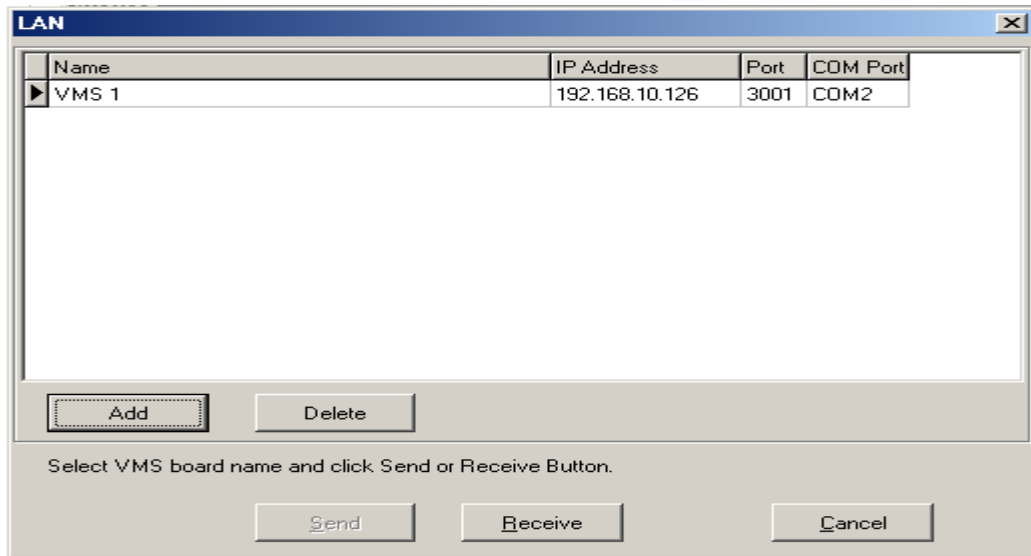 LAN
Name IP Address Port COM Port
VMS 1 192.168.10.126 3001 COM2
Add Delete
Select VMS board name and click Send or Receive Button.
Send Receive Cancel